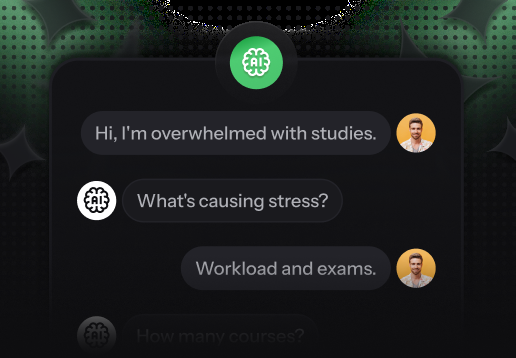 AI
Hi, I'm overwhelmed with studies.
AI
What's causing stress?
Workload and exams.
AI
How many courses?